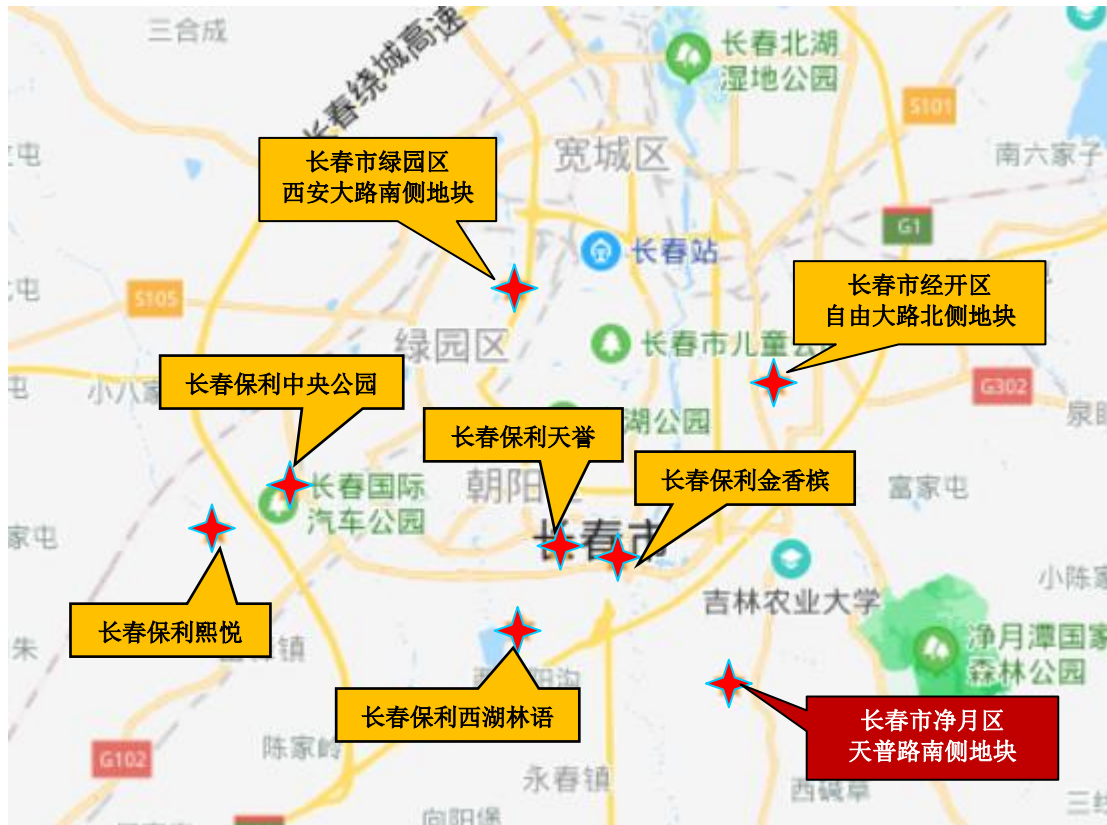 三合成
长春绕城高速
长春北湖
湿地公园
S101
南六家子
屯
长春市绿园区
西安大路南侧地块
宽城区
G1
长春站
屯
S105
长春市经开区
自由大路北侧地块
绿园区
长春市儿童公
G302
屯
小八家
长春保利中央公园
泉眼
长春保利天誉
湖公园
长春保利金香槟
朝阳
富家屯
长春国际
汽车公园
家屯
长春市
吉林农业大学
小陈家
长春保利熙悦
朱
镇
净月潭国家
森林公园
长春保利西湖林语
长春市净月区
天普路南侧地块
陈家岭
G102
永春镇
西碱草
向阳堡